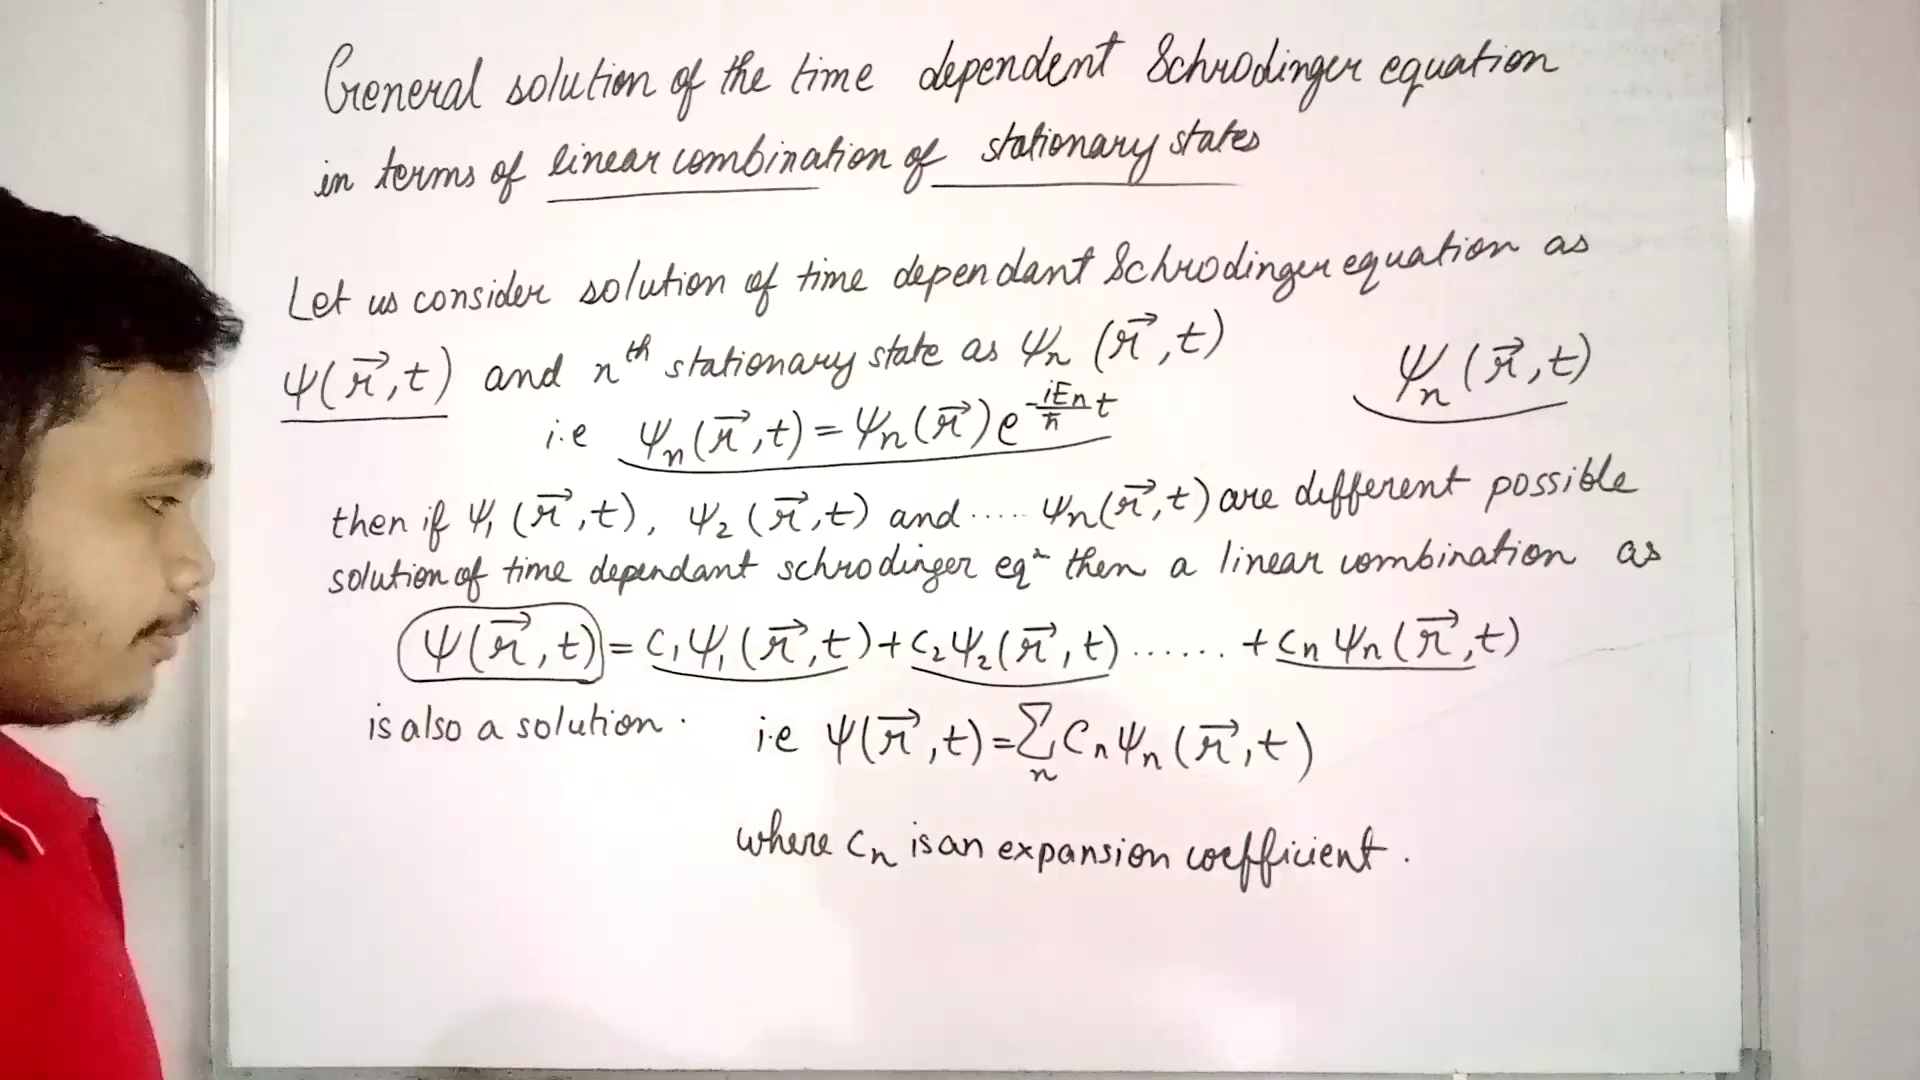 General solution of the time dependent Schrodinger equation
in terms of linear combination of stationary states
Let us consider solution of time dependant Schrodinger equation as
Ψ(r⃗,t) and nᵗʰ stationary state as Ψₙ(r⃗,t)
Ψₙ(r⃗,t)
i.e Ψₙ(r⃗,t) = Ψₙ(r⃗)e^{-iEₙ/ħ t}
then if Ψ₁(r⃗,t), Ψ₂(r⃗,t) and ..... Ψₙ(r⃗,t) are different possible
solution of time dependant schrodinger eqⁿ then a linear combination as
Ψ(r⃗,t) = C₁Ψ₁(r⃗,t) + C₂Ψ₂(r⃗,t) ...... + CₙΨₙ(r⃗,t)
is also a solution. i.e Ψ(r⃗,t) = ∑ₙ CₙΨₙ(r⃗,t)
where Cₙ is an expansion coefficient.